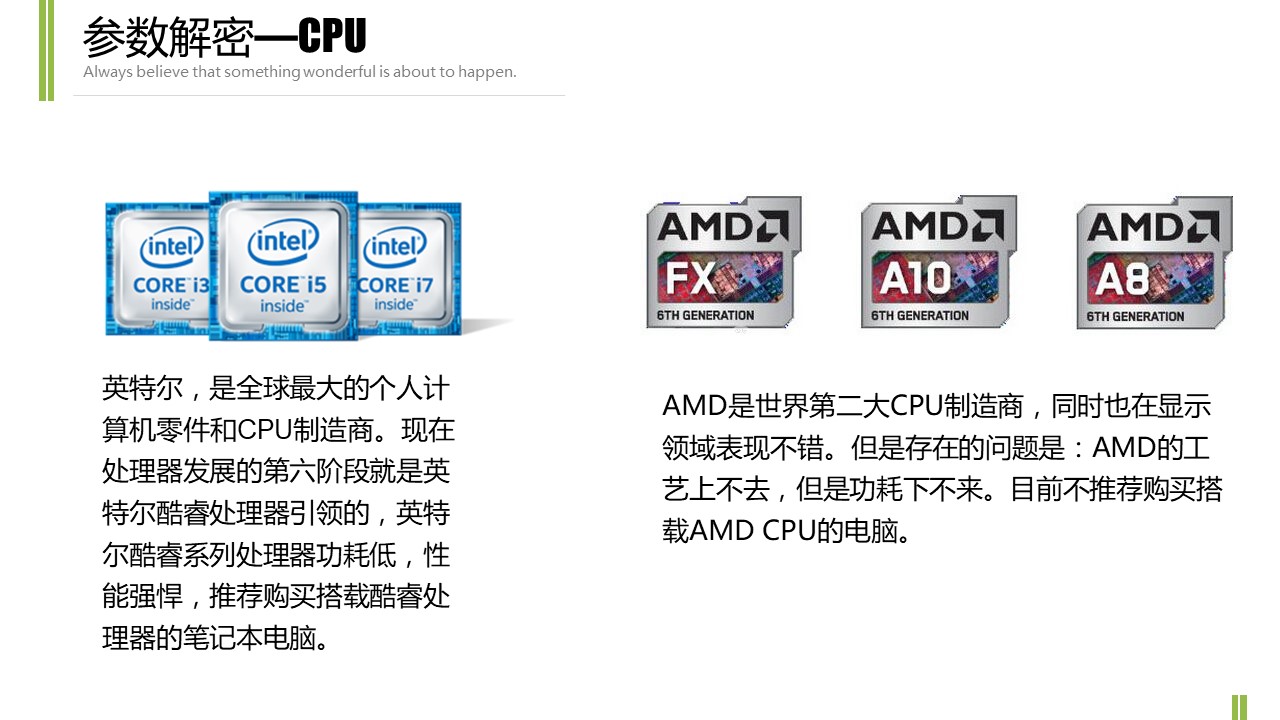 参数解密—CPU
Always believe that something wonderful is about to happen.
intel
CORE™ i3
inside™
intel
CORE™ i5
inside™
intel
CORE™ i7
inside™
AMD
FX
6TH GENERATION
AMD
A10
6TH GENERATION
AMD
A8
6TH GENERATION
英特尔，是全球最大的个人计
算机零件和CPU制造商。现在
处理器发展的第六阶段就是英
特尔酷睿处理器引领的，英特
尔酷睿系列处理器功耗低，性
能强悍，推荐购买搭载酷睿处
理器的笔记本电脑。
AMD是世界第二大CPU制造商，同时也在显示
领域表现不错。但是存在的问题是：AMD的工
艺上不去，但是功耗下不来。目前不推荐购买搭
载AMD CPU的电脑。